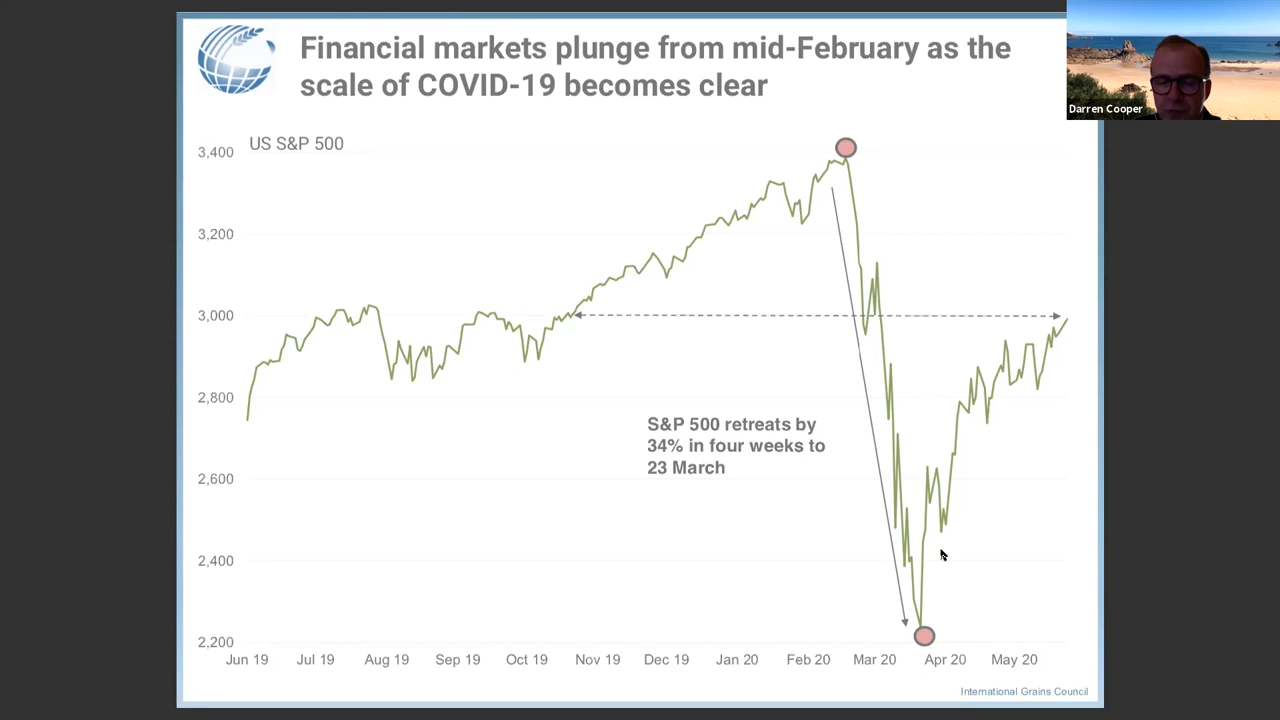 Financial markets plunge from mid-February as the
scale of COVID-19 becomes clear
Darren Cooper
US S&P 500
3,400
3,200
3,000
2,800
2,600
2,400
2,200
S&P 500 retreats by
34% in four weeks to
23 March
Jun 19 Jul 19 Aug 19 Sep 19 Oct 19 Nov 19 Dec 19 Jan 20 Feb 20 Mar 20 Apr 20 May 20
International Grains Council